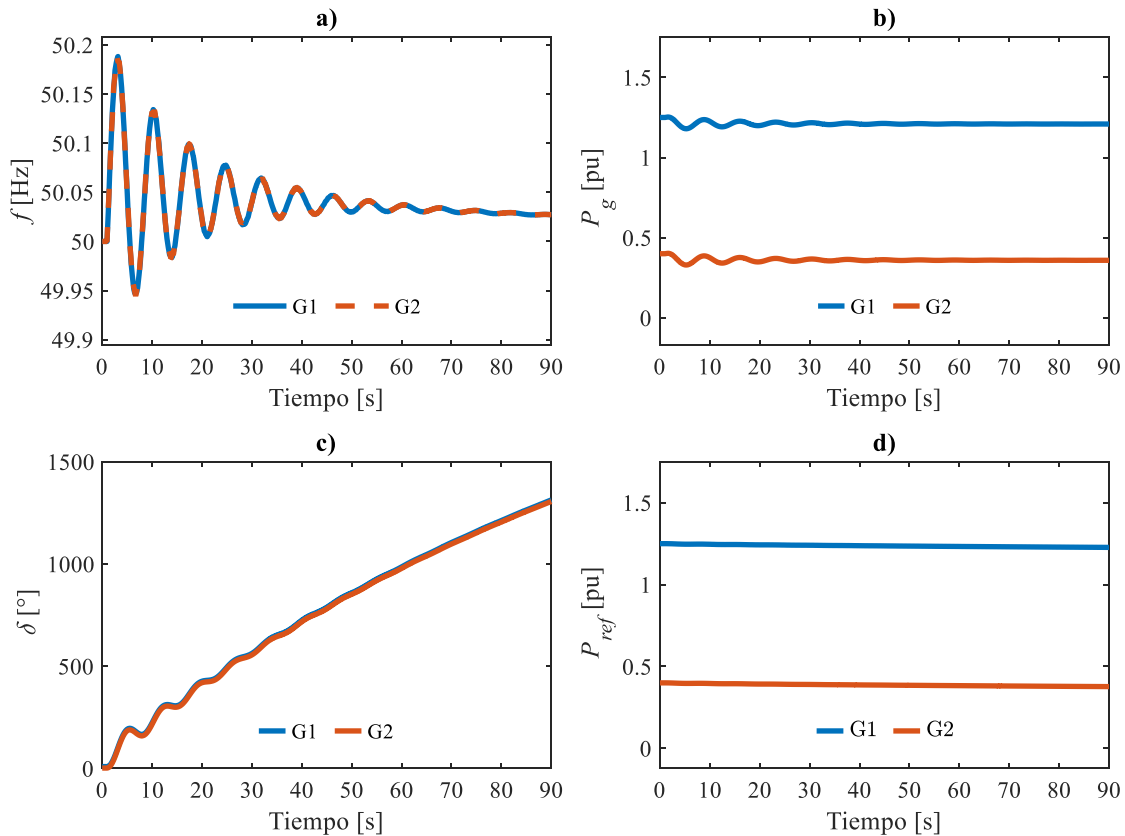 a)
50.2
50.15
50.1
50.05
50
49.95
49.9
f [Hz]
G1 G2
0 10 20 30 40 50 60 70 80 90
Tiempo [s]
b)
1.5
1
0.5
0
P_g [pu]
G1 G2
0 10 20 30 40 50 60 70 80 90
Tiempo [s]
c)
1500
1000
500
0
δ [°]
G1 G2
0 10 20 30 40 50 60 70 80 90
Tiempo [s]
d)
1.5
1
0.5
0
P_ref [pu]
G1 G2
0 10 20 30 40 50 60 70 80 90
Tiempo [s]